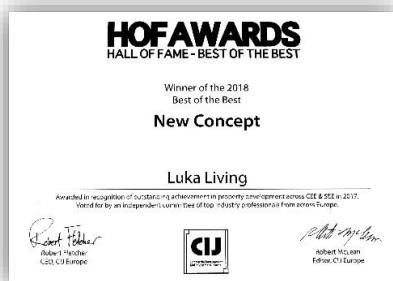 HOF AWARDS
HALL OF FAME - BEST OF THE BEST
Winner of the 2018
Best of the Best
New Concept
Luka Living
Awarded in recognition of outstanding achievement in property development across CEE & SEE in 2017.
Voted for by an independent committee of top industry professionals from across Europe.
Robert Fletcher
CEO, CIJ Europe
CIJ
Robert McLean
Editor, CIJ Europe